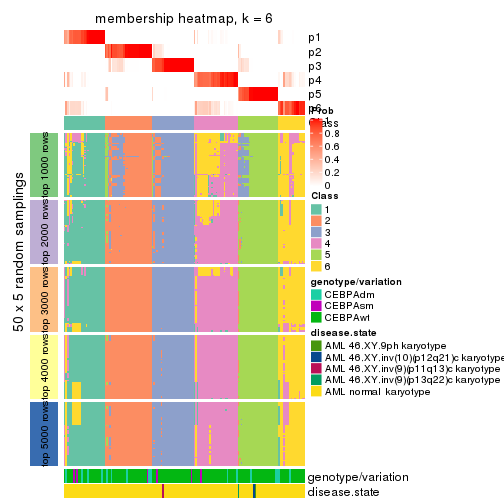 membership heatmap, k = 6
p1
p2
p3
p4
p5
p6
Prob
Class
0.8
0.6
0.4
0.2
0
Class
1
2
3
4
5
6
genotype/variation
CEBPAdm
CEBPAsm
CEBPAwt
disease.state
AML 46.XY.9ph karyotype
AML 46.XY.inv(10)(p12q21)c karyotype
AML 46.XY.inv(9)(p11q13)c karyotype
AML 46.XY.inv(9)(p13q22)c karyotype
AML normal karyotype
50 x 5 random samplings
top 1000 rows
top 2000 rows
top 3000 rows
top 4000 rows
top 5000 rows
genotype/variation
disease.state